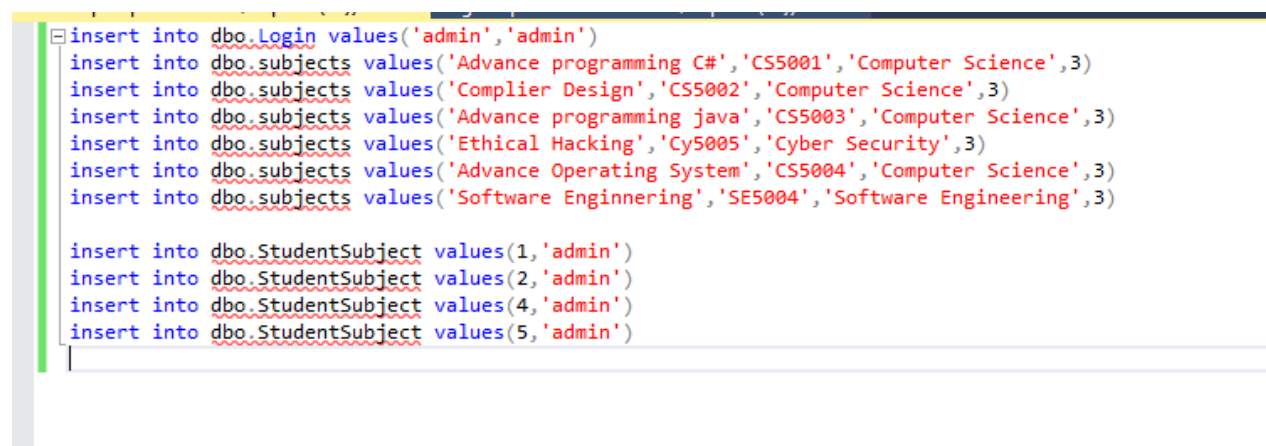 insert into dbo.Login values('admin','admin')
insert into dbo.subjects values('Advance programming C#','CS5001','Computer Science',3)
insert into dbo.subjects values('Complier Design','CS5002','Computer Science',3)
insert into dbo.subjects values('Advance programming java','CS5003','Computer Science',3)
insert into dbo.subjects values('Ethical Hacking','Cy5005','Cyber Security',3)
insert into dbo.subjects values('Advance Operating System','CS5004','Computer Science',3)
insert into dbo.subjects values('Software Enginnering','SE5004','Software Engineering',3)
insert into dbo.StudentSubject values(1,'admin')
insert into dbo.StudentSubject values(2,'admin')
insert into dbo.StudentSubject values(4,'admin')
insert into dbo.StudentSubject values(5,'admin')